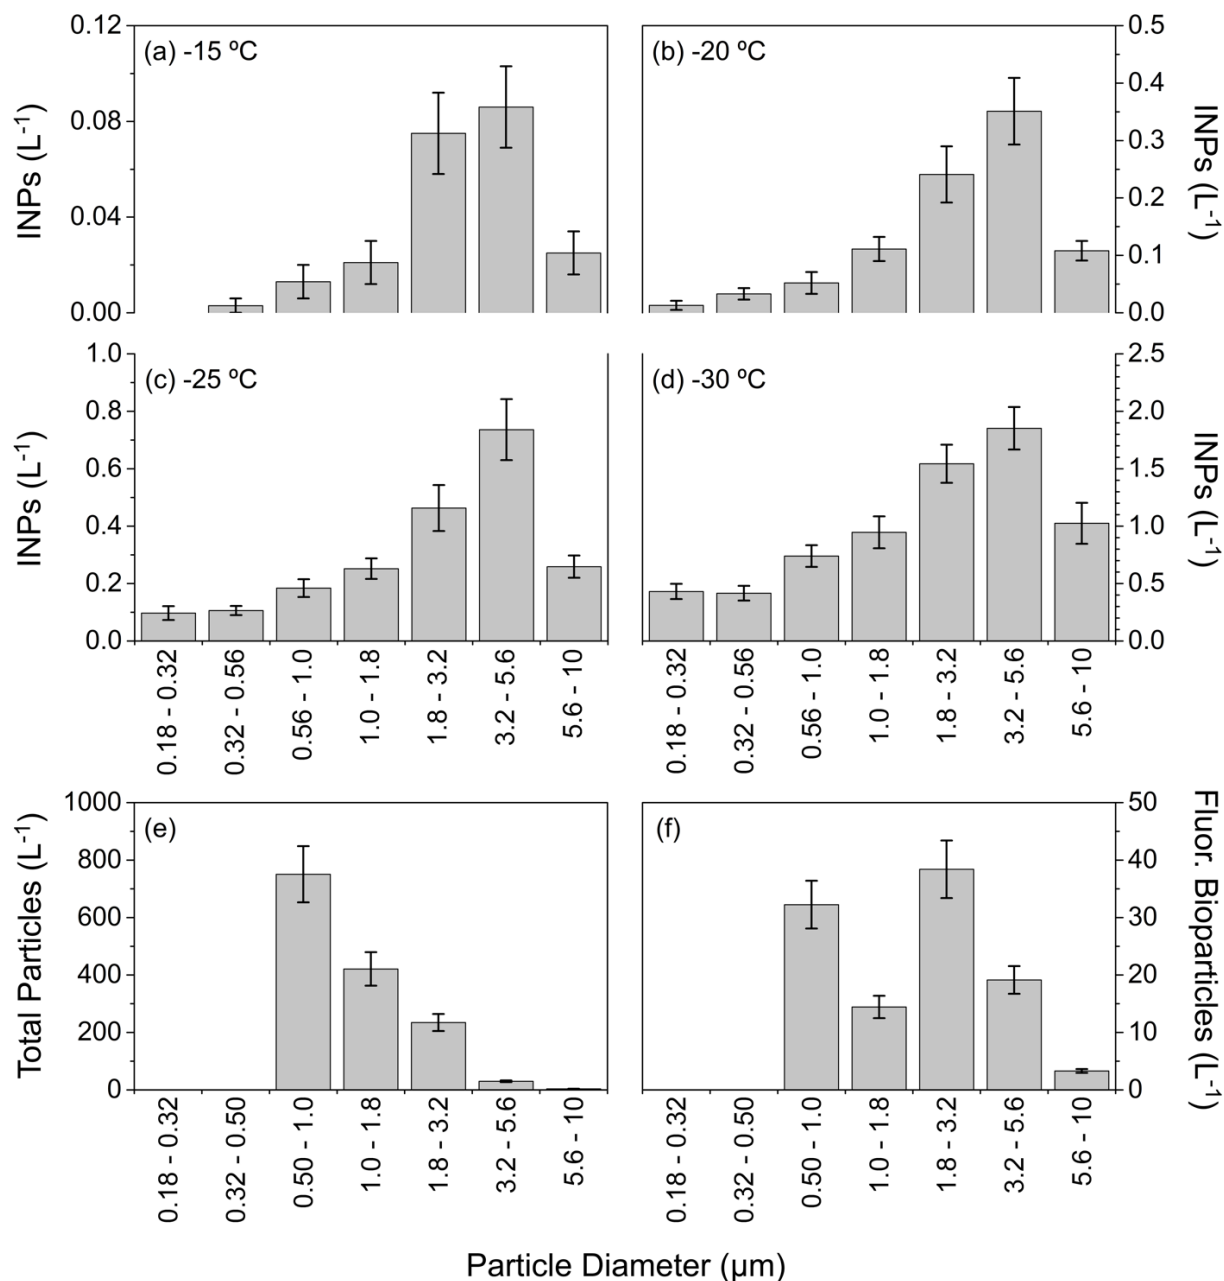 (a) -15 ºC
INPs (L-1)
0.12
0.08
0.04
0.00
(b) -20 ºC
0.5
0.4
0.3
0.2
0.1
0.0
INPs (L-1)
(c) -25 ºC
INPs (L-1)
1.0
0.8
0.6
0.4
0.2
0.0
0.18 - 0.32
0.32 - 0.56
0.56 - 1.0
1.0 - 1.8
1.8 - 3.2
3.2 - 5.6
5.6 - 10
(d) -30 ºC
2.5
2.0
1.5
1.0
0.5
0.0
INPs (L-1)
0.18 - 0.32
0.32 - 0.56
0.56 - 1.0
1.0 - 1.8
1.8 - 3.2
3.2 - 5.6
5.6 - 10
(e)
Total Particles (L-1)
1000
800
600
400
200
0
0.18 - 0.32
0.32 - 0.50
0.50 - 1.0
1.0 - 1.8
1.8 - 3.2
3.2 - 5.6
5.6 - 10
(f)
50
40
30
20
10
0
Fluor. Bioparticles (L-1)
0.18 - 0.32
0.32 - 0.50
0.50 - 1.0
1.0 - 1.8
1.8 - 3.2
3.2 - 5.6
5.6 - 10
Particle Diameter (µm)